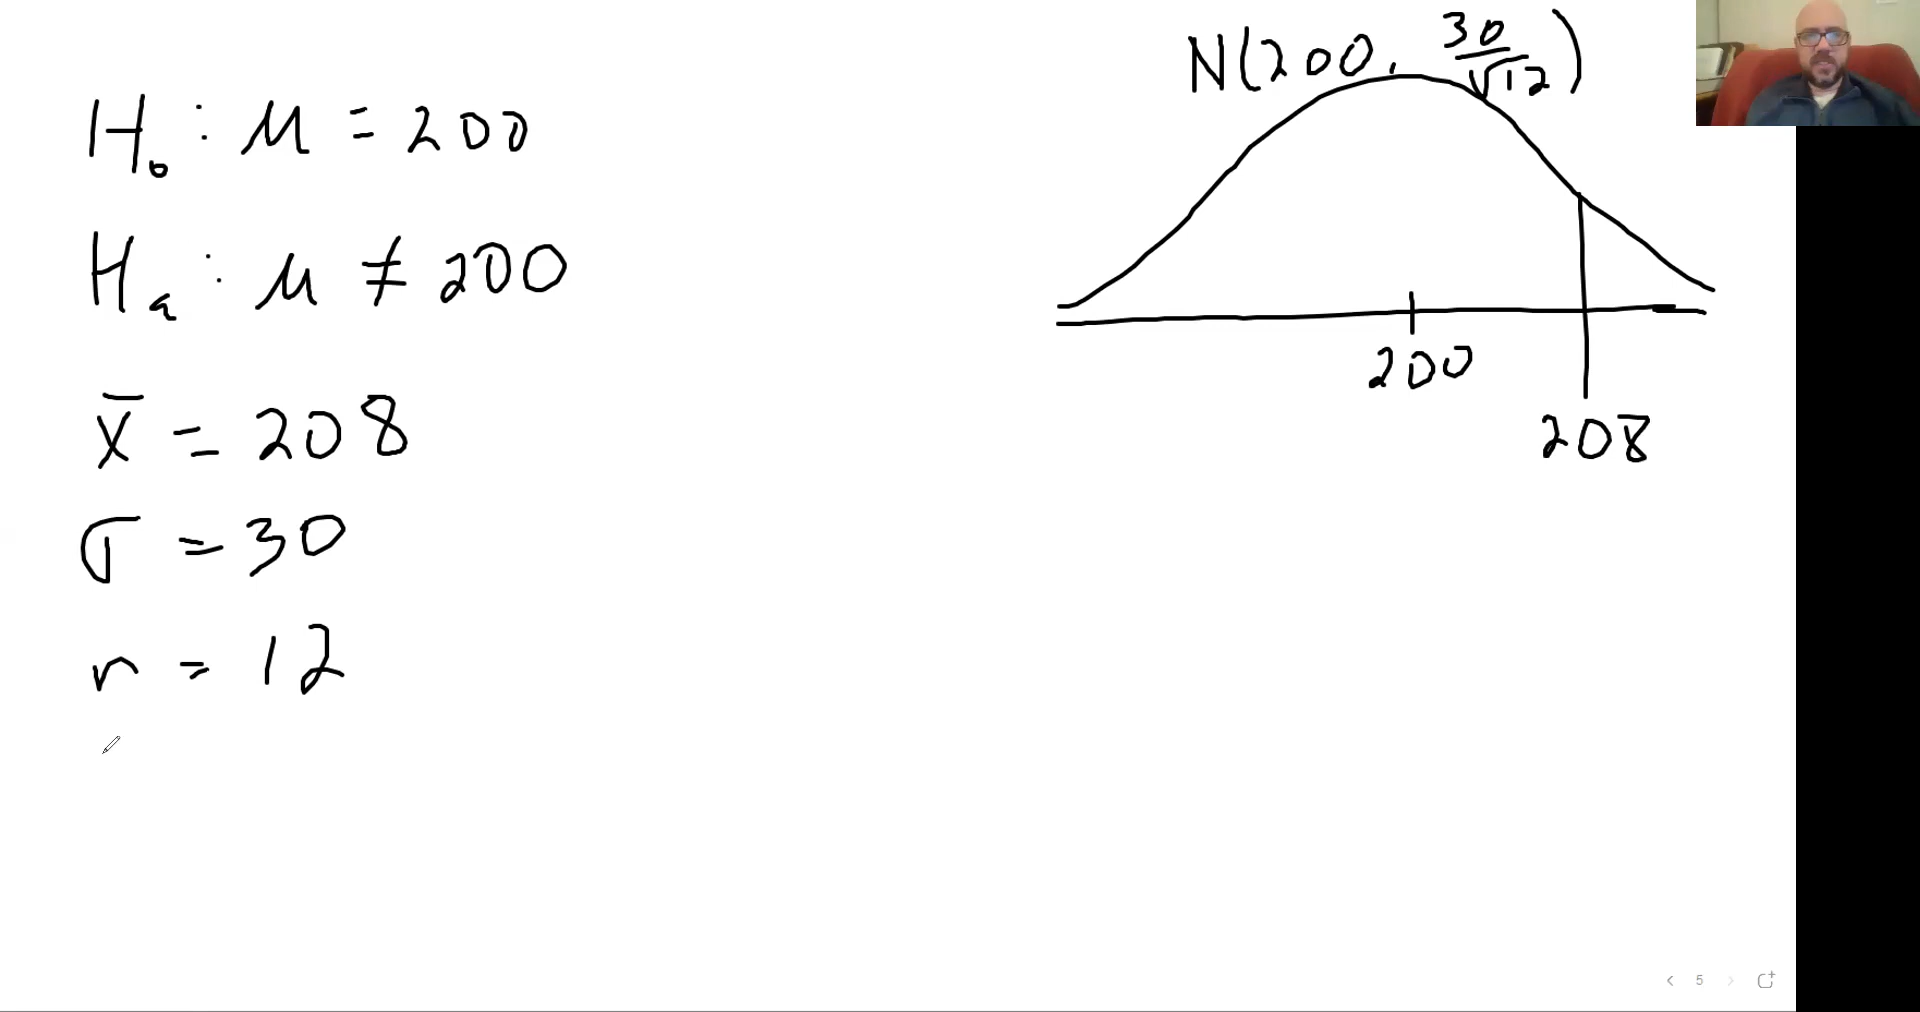 H₀ : μ = 200
Hₐ : μ ≠ 200
x̄ = 208
σ = 30
n = 12
N(200, 30/√12)
200
208
5